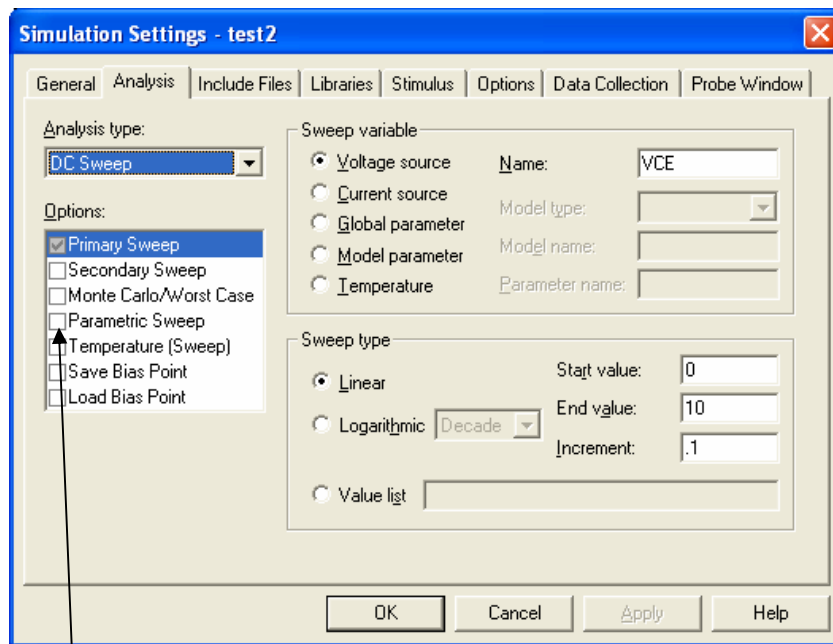 Simulation Settings - test2
General Analysis Include Files Libraries Stimulus Options Data Collection Probe Window
Analysis type:
DC Sweep
Options:
Primary Sweep
Secondary Sweep
Monte Carlo/Worst Case
Parametric Sweep
Temperature (Sweep)
Save Bias Point
Load Bias Point
Sweep variable
Voltage source
Current source
Global parameter
Model parameter
Temperature
Name: VCE
Model type:
Model name:
Parameter name:
Sweep type
Linear
Logarithmic Decade
Value list
Start value: 0
End value: 10
Increment: .1
OK Cancel Apply Help